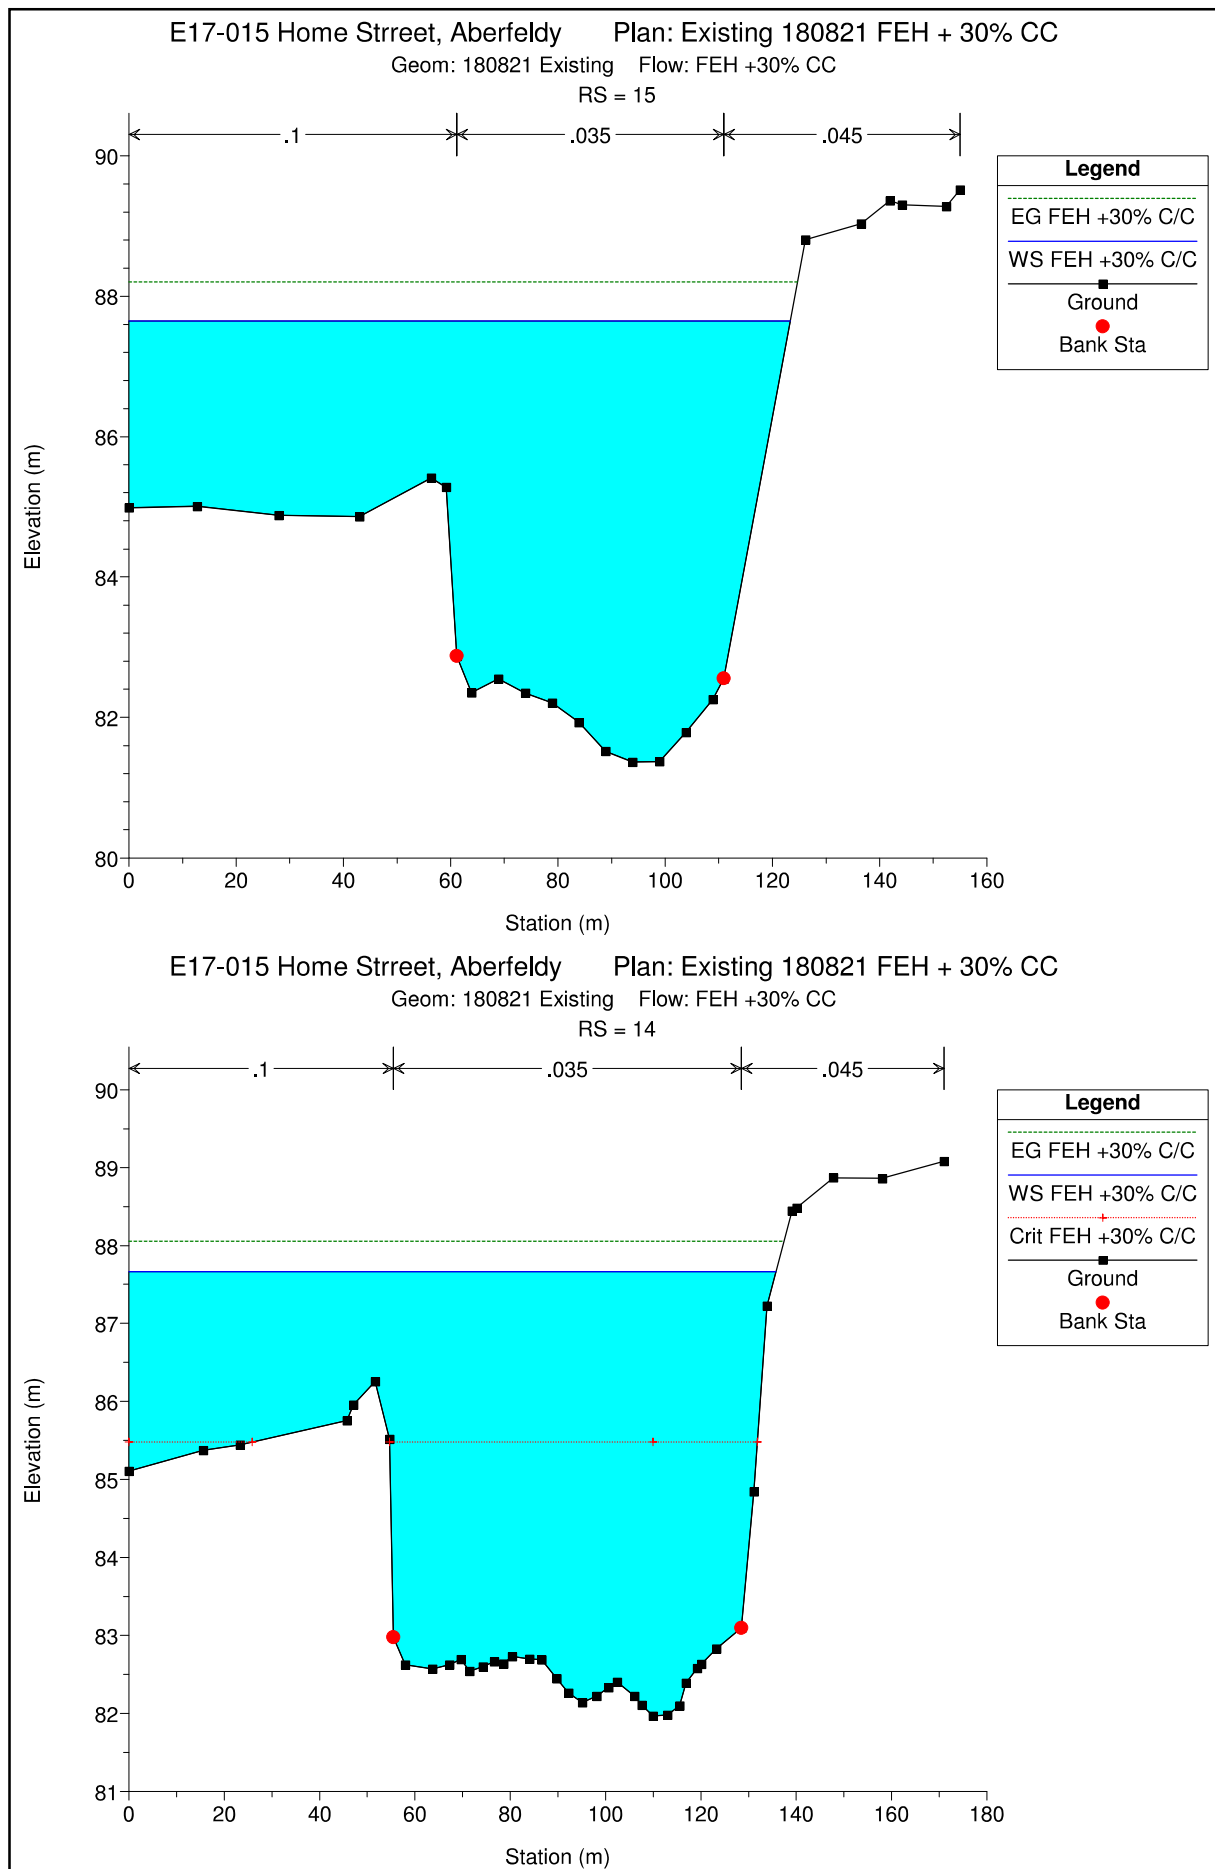 E17-015 Home Strreet, Aberfeldy Plan: Existing 180821 FEH + 30% CC
Geom: 180821 Existing Flow: FEH +30% CC
RS = 15
.1 .035 .045
90
88
86
84
82
80
Elevation (m)
0 20 40 60 80 100 120 140 160
Station (m)
Legend
EG FEH +30% C/C
WS FEH +30% C/C
Ground
Bank Sta
E17-015 Home Strreet, Aberfeldy Plan: Existing 180821 FEH + 30% CC
Geom: 180821 Existing Flow: FEH +30% CC
RS = 14
.1 .035 .045
90
89
88
87
86
85
84
83
82
81
Elevation (m)
0 20 40 60 80 100 120 140 160 180
Station (m)
Legend
EG FEH +30% C/C
WS FEH +30% C/C
Crit FEH +30% C/C
Ground
Bank Sta